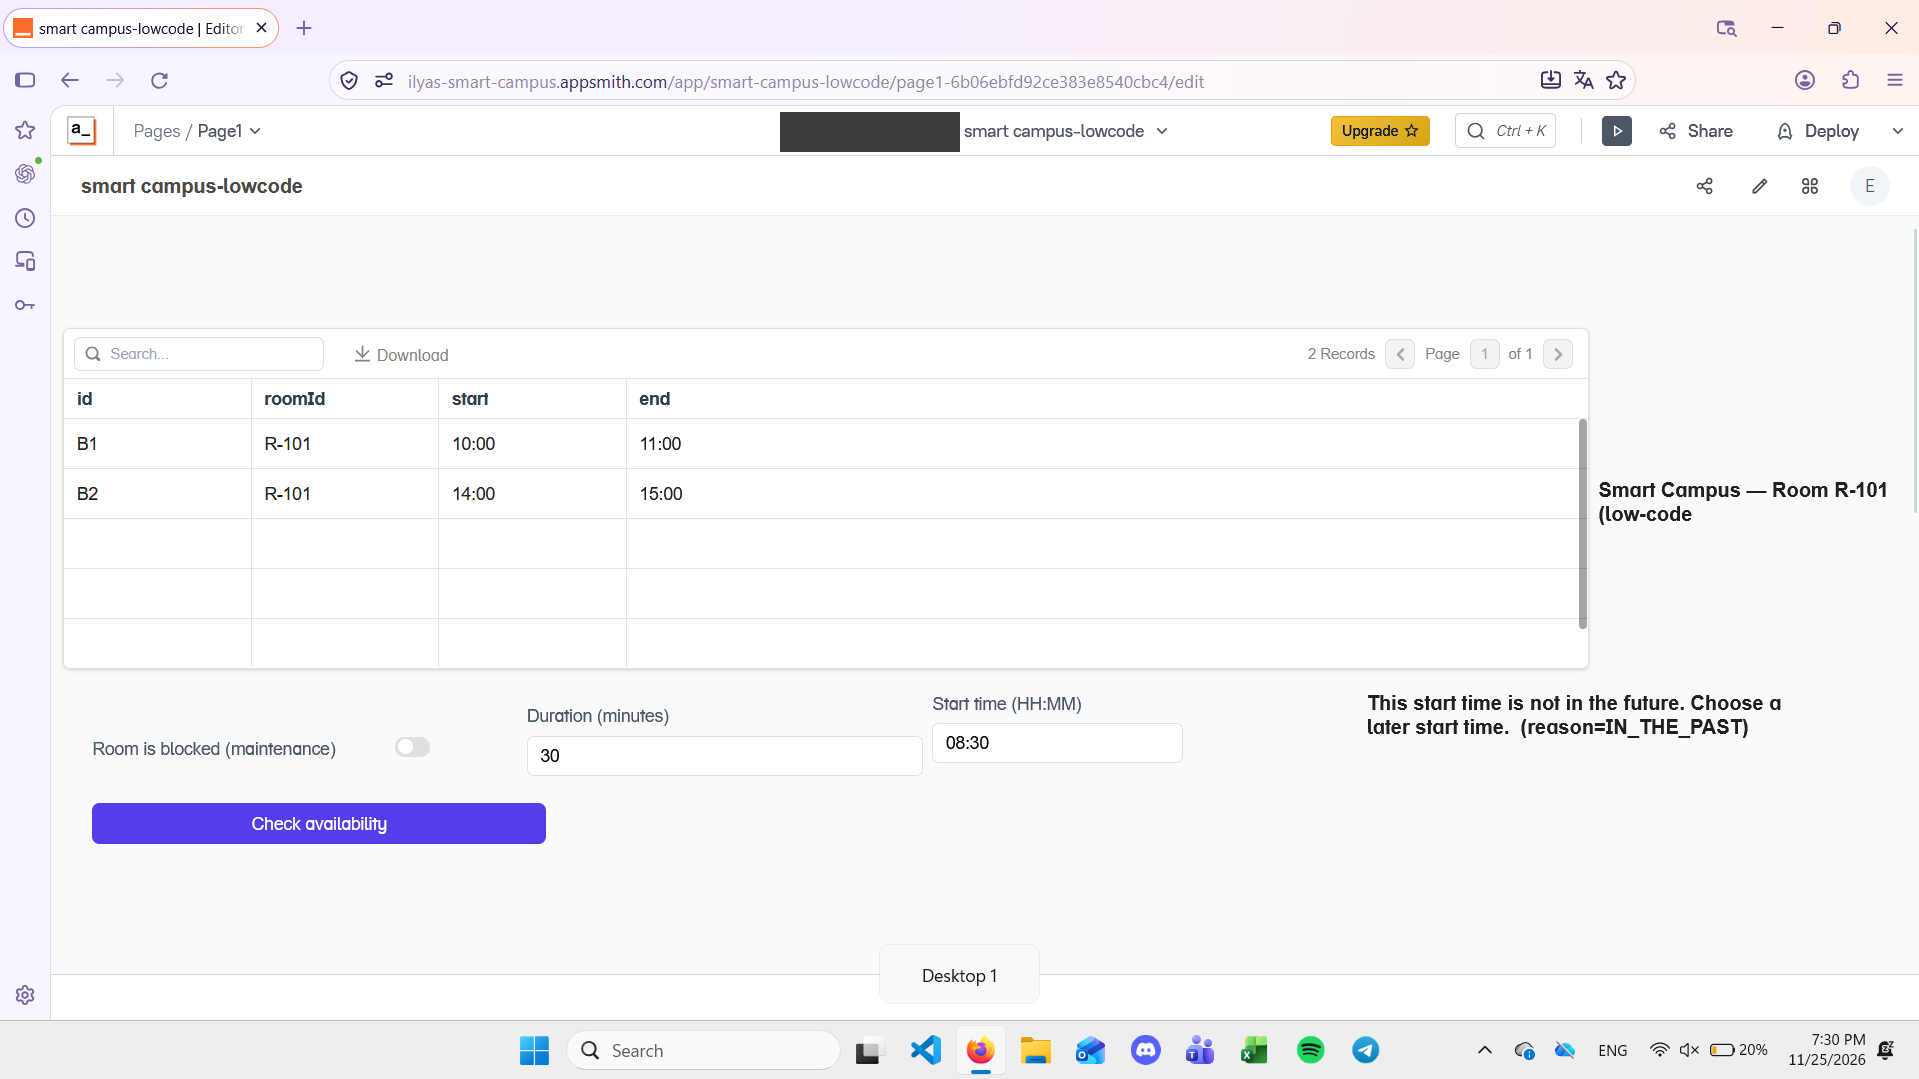 smart campus-lowcode | Editor
ilyas-smart-campus.appsmith.com/app/smart-campus-lowcode/page1-6b06ebfd92ce383e8540cbc4/edit
a_
Pages / Page1
smart campus-lowcode
Upgrade
Ctrl + K
Share
Deploy
smart campus-lowcode
E
Search...
Download
2 Records
Page
1
of 1
id
roomId
start
end
B1
R-101
10:00
11:00
B2
R-101
14:00
15:00
Smart Campus — Room R-101
(low-code
Room is blocked (maintenance)
Duration (minutes)
30
Start time (HH:MM)
08:30
This start time is not in the future. Choose a
later start time.  (reason=IN_THE_PAST)
Check availability
Desktop 1
Search
ENG
20%
7:30 PM
11/25/2026